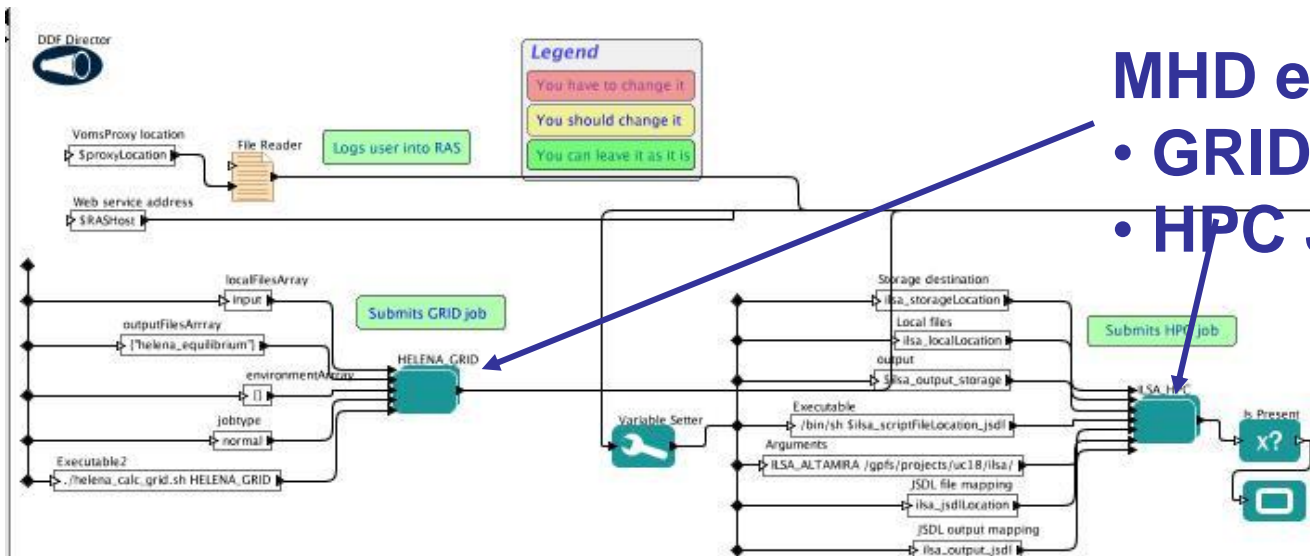 DDF Director
Legend
You have to change it
You should change it
You can leave it as it is
MHD e
• GRID
• HPC J
VomsProxy location
$proxyLocation
File Reader
Logs user into RAS
Web service address
$RASHost
localFilesArray
input
outputFilesArrray
{"helena_equilibrium"}
environmentArray
{}
jobtype
normal
Executable2
./helena_calc_grid.sh HELENA_GRID
Submits GRID job
HELENA_GRID
Variable Setter
Storage destination
ilsa_storageLocation
Local files
ilsa_localLocation
output
$ilsa_output_storage
Executable
/bin/sh $ilsa_scriptFileLocation_jsdl
Arguments
ILSA_ALTAMIRA /gpfs/projects/uc18/ilsa/
JSDL file mapping
ilsa_jsdlLocation
JSDL output mapping
ilsa_output_jsdl
Submits HPC job
ILSA_HPC
Is Present
x?